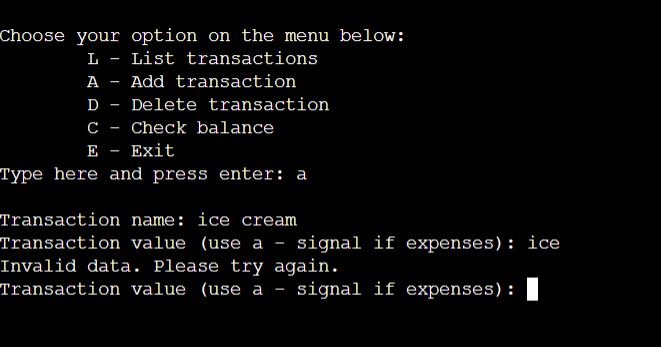 Choose your option on the menu below:
L - List transactions
A - Add transaction
D - Delete transaction
C - Check balance
E - Exit
Type here and press enter: a
Transaction name: ice cream
Transaction value (use a - signal if expenses): ice
Invalid data. Please try again.
Transaction value (use a - signal if expenses):